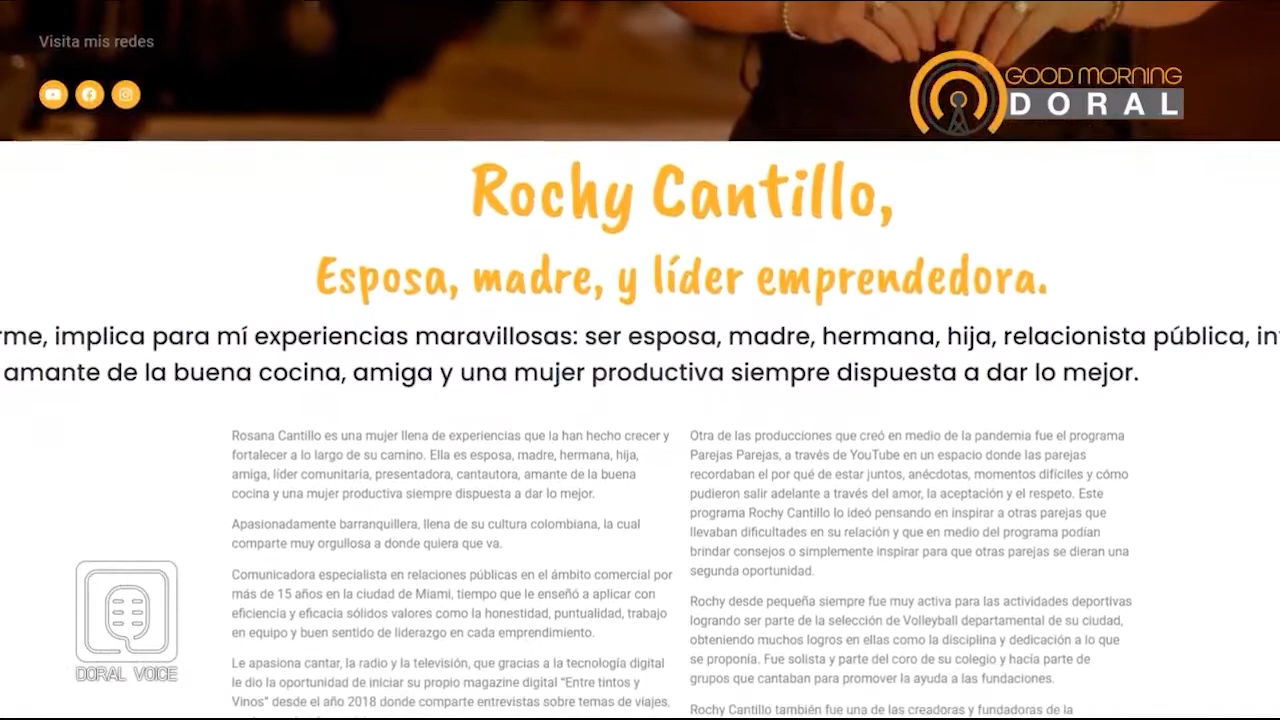 Visita mis redes
GOOD MORNING
DORAL
Rochy Cantillo,
Esposa, madre, y líder emprendedora.
implica para mí experiencias maravillosas: ser esposa, madre, hermana, hija, relacionista pública,
amante de la buena cocina, amiga y una mujer productiva siempre dispuesta a dar lo mejor.
Rosana Cantillo es una mujer llena de experiencias que la han hecho crecer y
fortalecer a lo largo de su camino. Ella es esposa, madre, hermana, hija,
amiga, líder comunitaria, presentadora, cantautora, amante de la buena
cocina y una mujer productiva siempre dispuesta a dar lo mejor.
Apasionadamente barranquillera, llena de su cultura colombiana, la cual
comparte muy orgullosa a donde quiera que va.
Comunicadora especialista en relaciones públicas en el ámbito comercial por
más de 15 años en la ciudad de Miami, tiempo que le enseñó a aplicar con
eficiencia y eficacia sólidos valores como la honestidad, puntualidad, trabajo
en equipo y buen sentido de liderazgo en cada emprendimiento.
Le apasiona cantar, la radio y la televisión, que gracias a la tecnología digital
le dio la oportunidad de iniciar su propio magazine digital "Entre tintos y
Vinos" desde el año 2018 donde comparte entrevistas sobre temas de viajes,
Otra de las producciones que creó en medio de la pandemia fue el programa
Parejas Parejas, a través de YouTube en un espacio donde las parejas
recordaban el por qué de estar juntos, anécdotas, momentos difíciles y cómo
pudieron salir adelante a través del amor, la aceptación y el respeto. Este
programa Rochy Cantillo lo ideó pensando en inspirar a otras parejas que
llevaban dificultades en su relación y que en medio del programa podían
brindar consejos o simplemente inspirar para que otras parejas se dieran una
segunda oportunidad.
Rochy desde pequeña siempre fue muy activa para las actividades deportivas
logrando ser parte de la selección de Volleyball departamental de su ciudad,
obteniendo muchos logros en ellas como la disciplina y dedicación a lo que
se proponía. Fue solista y parte del coro de su colegio y hacía parte de
grupos que cantaban para promover la ayuda a las fundaciones.
Rochy Cantillo también fue una de las creadoras y fundadoras de la
DORAL VOICE